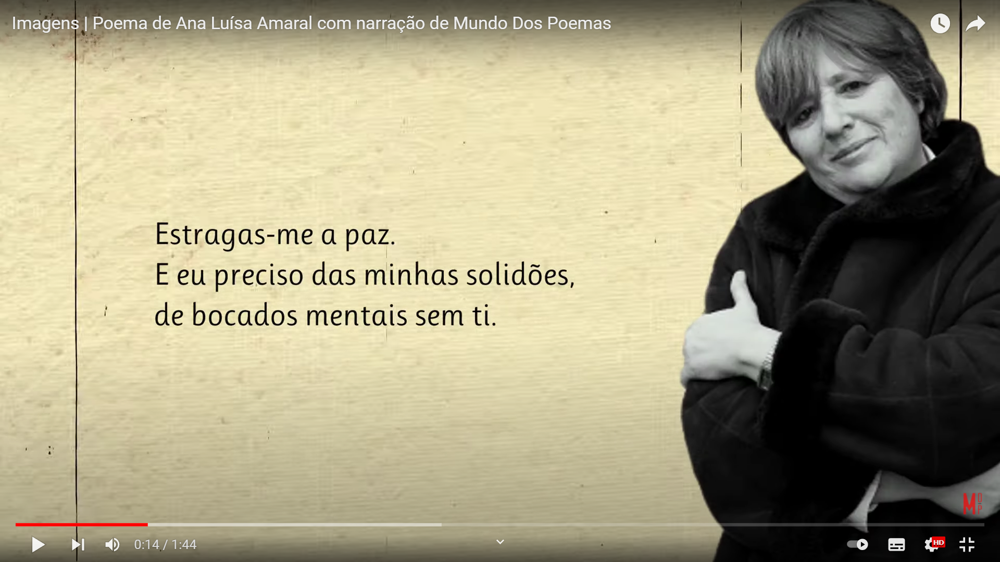 Imagens | Poema de Ana Luísa Amaral com narração de Mundo Dos Poemas
Estragas-me a paz.
E eu preciso das minhas solidões,
de bocados mentais sem ti.
M D P
0:14 / 1:44
HD